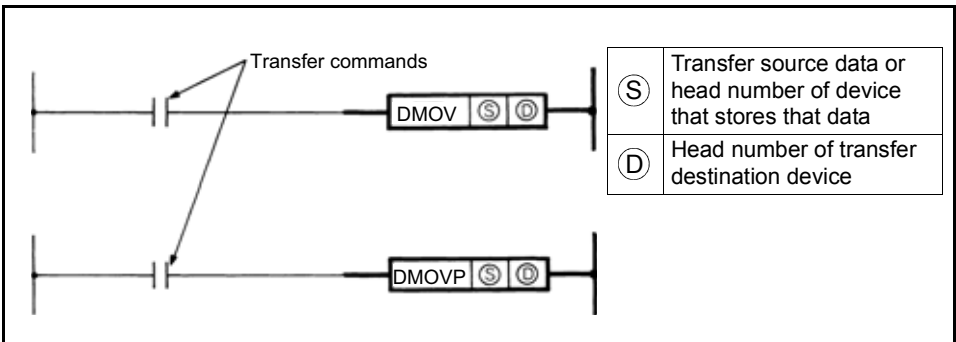 Transfer commands
DMOV Ⓢ Ⓓ
DMOVP Ⓢ Ⓓ
Ⓢ Transfer source data or
head number of device
that stores that data
Ⓓ Head number of transfer
destination device